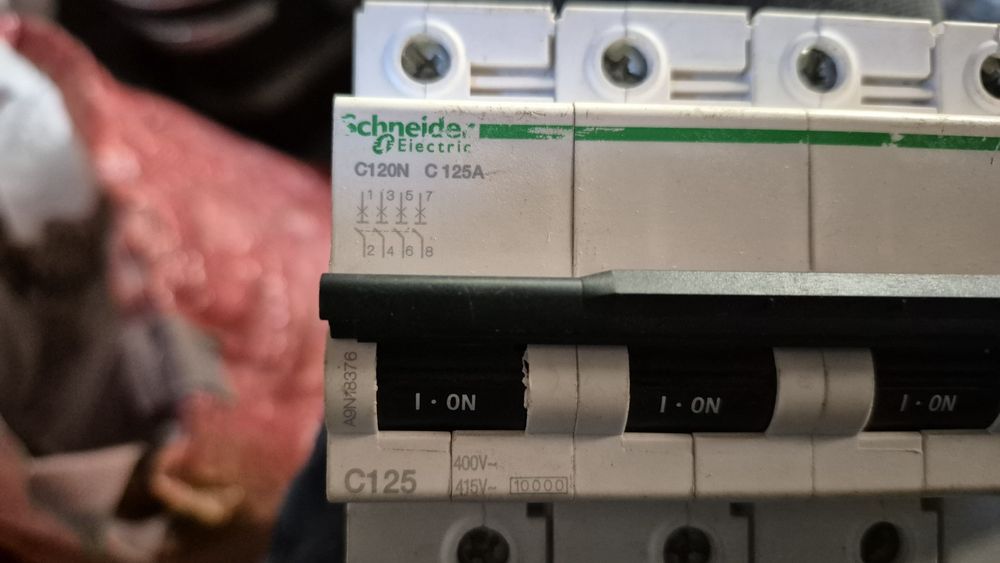 Schneider
Electric
C120N C 125A
1 3 5 7
2 4 6 8
I · ON I · ON I · ON
A9N18376
C125
400V~
415V~ 10000